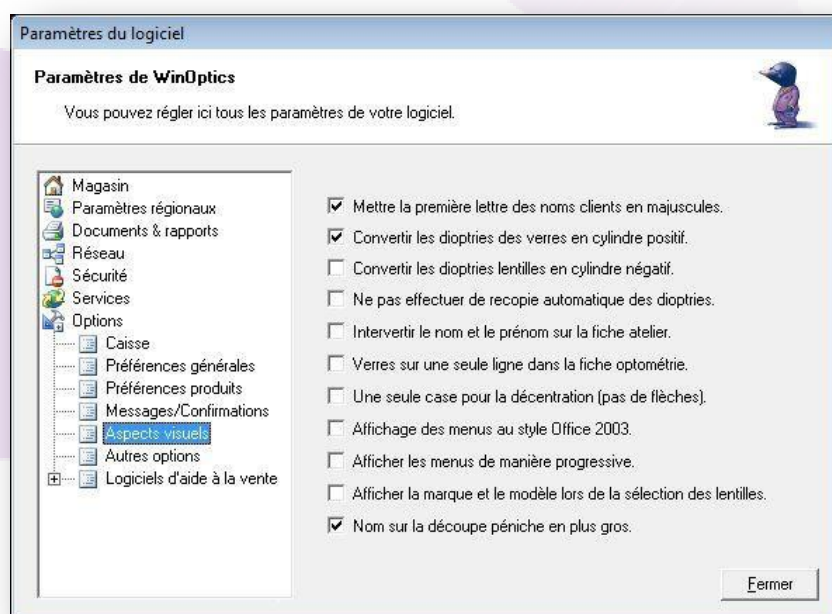 Paramètres du logiciel
Paramètres de WinOptics
Vous pouvez régler ici tous les paramètres de votre logiciel.
Magasin
Paramètres régionaux
Documents & rapports
Réseau
Sécurité
Services
Options
Caisse
Préférences générales
Préférences produits
Messages/Confirmations
Aspects visuels
Autres options
Logiciels d'aide à la vente
Mettre la première lettre des noms clients en majuscules.
Convertir les dioptries des verres en cylindre positif.
Convertir les dioptries lentilles en cylindre négatif.
Ne pas effectuer de recopie automatique des dioptries.
Intervertir le nom et le prénom sur la fiche atelier.
Verres sur une seule ligne dans la fiche optométrie.
Une seule case pour la décentration (pas de flèches).
Affichage des menus au style Office 2003.
Afficher les menus de manière progressive.
Afficher la marque et le modèle lors de la sélection des lentilles.
Nom sur la découpe péniche en plus gros.
Fermer